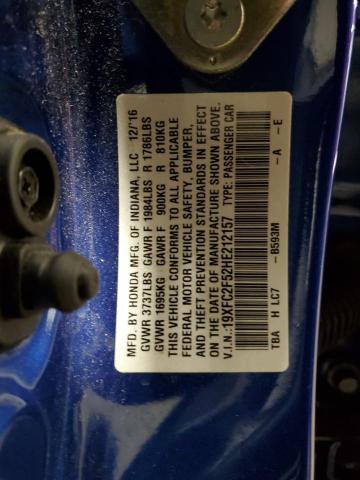 MFD. BY HONDA MFG. OF INDIANA, LLC 12/'16
GVWR 3737LBS GAWR F 1984LBS R 1786LBS
GVWR 1695KG GAWR F 900KG R 810KG
THIS VEHICLE CONFORMS TO ALL APPLICABLE
FEDERAL MOTOR VEHICLE SAFETY, BUMPER,
AND THEFT PREVENTION STANDARDS IN EFFECT
ON THE DATE OF MANUFACTURE SHOWN ABOVE.
V.I.N.:19XFC2F52HE212157 TYPE: PASSENGER CAR
TBA H LC7 -B593M -A -E